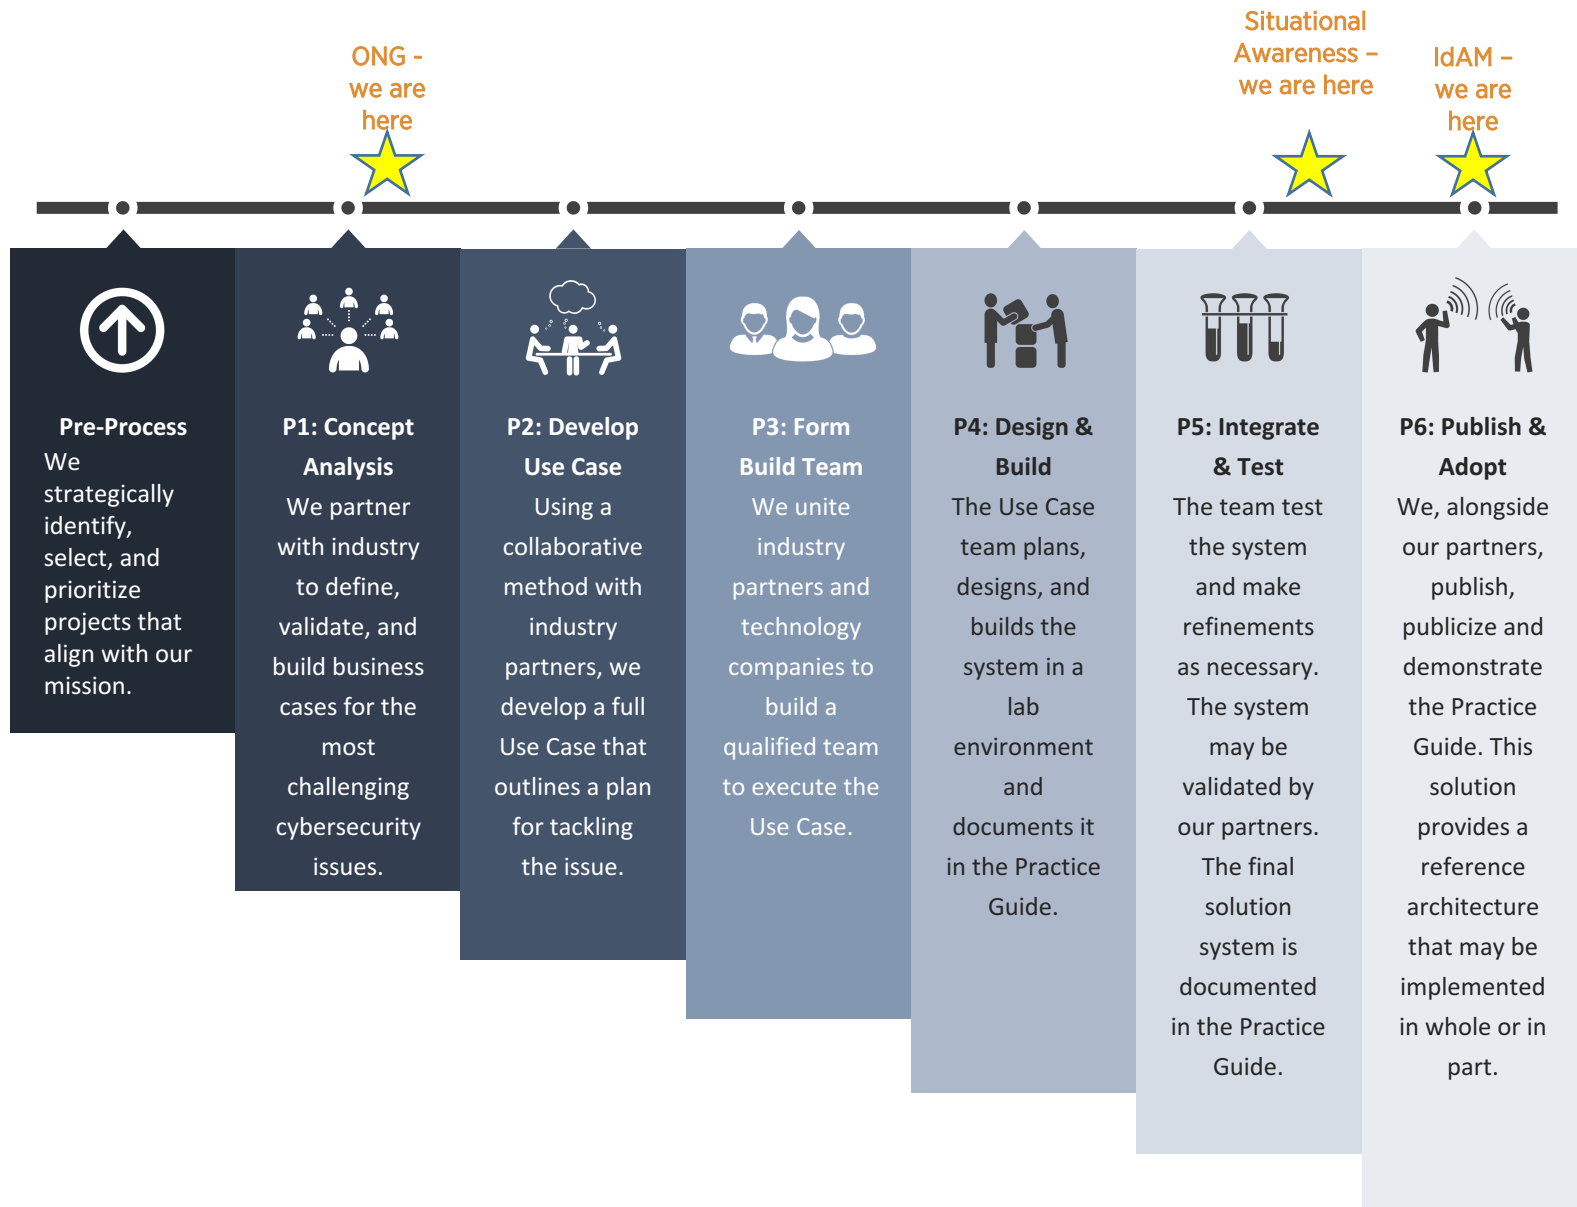 ONG -
we are
here
Situational
Awareness –
we are here
IdAM –
we are
here
Pre-Process
We
strategically
identify,
select, and
prioritize
projects that
align with our
mission.
P1: Concept
Analysis
We partner
with industry
to define,
validate, and
build business
cases for the
most
challenging
cybersecurity
issues.
P2: Develop
Use Case
Using a
collaborative
method with
industry
partners, we
develop a full
Use Case that
outlines a plan
for tackling
the issue.
P3: Form
Build Team
We unite
industry
partners and
technology
companies to
build a
qualified team
to execute the
Use Case.
P4: Design &
Build
The Use Case
team plans,
designs, and
builds the
system in a
lab
environment
and
documents it
in the Practice
Guide.
P5: Integrate
& Test
The team test
the system
and make
refinements
as necessary.
The system
may be
validated by
our partners.
The final
solution
system is
documented
in the Practice
Guide.
P6: Publish &
Adopt
We, alongside
our partners,
publish,
publicize and
demonstrate
the Practice
Guide. This
solution
provides a
reference
architecture
that may be
implemented
in whole or in
part.